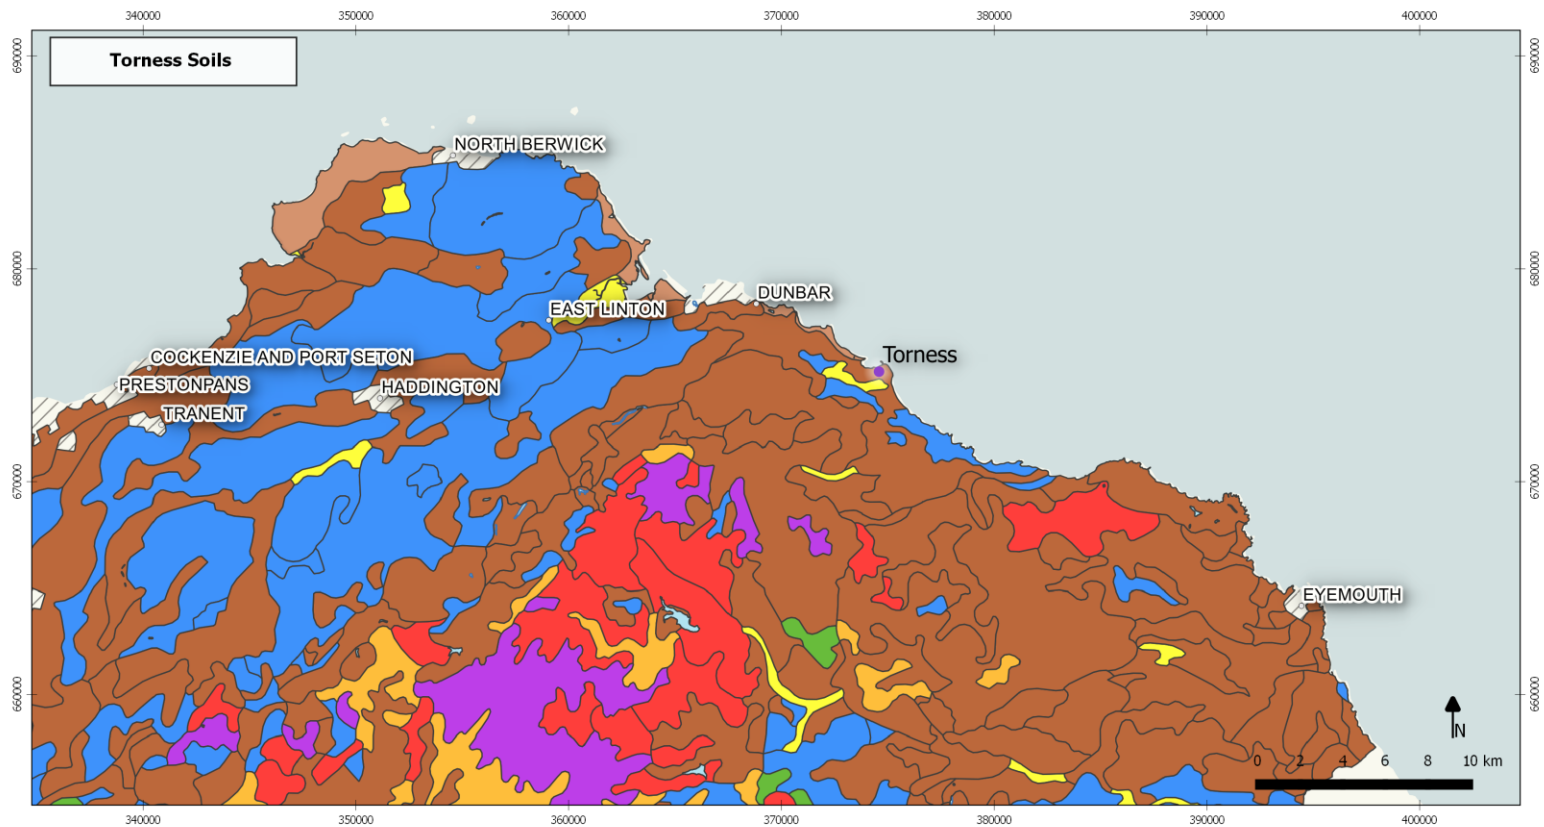 340000 350000 360000 370000 380000 390000 400000
690000 690000
Torness Soils
NORTH BERWICK
680000 680000
DUNBAR
EAST LINTON
Torness
COCKENZIE AND PORT SETON
PRESTONPANS
HADDINGTON
TRANENT
670000 670000
EYEMOUTH
660000 660000
N
0 2 4 6 8 10 km
340000 350000 360000 370000 380000 390000 400000